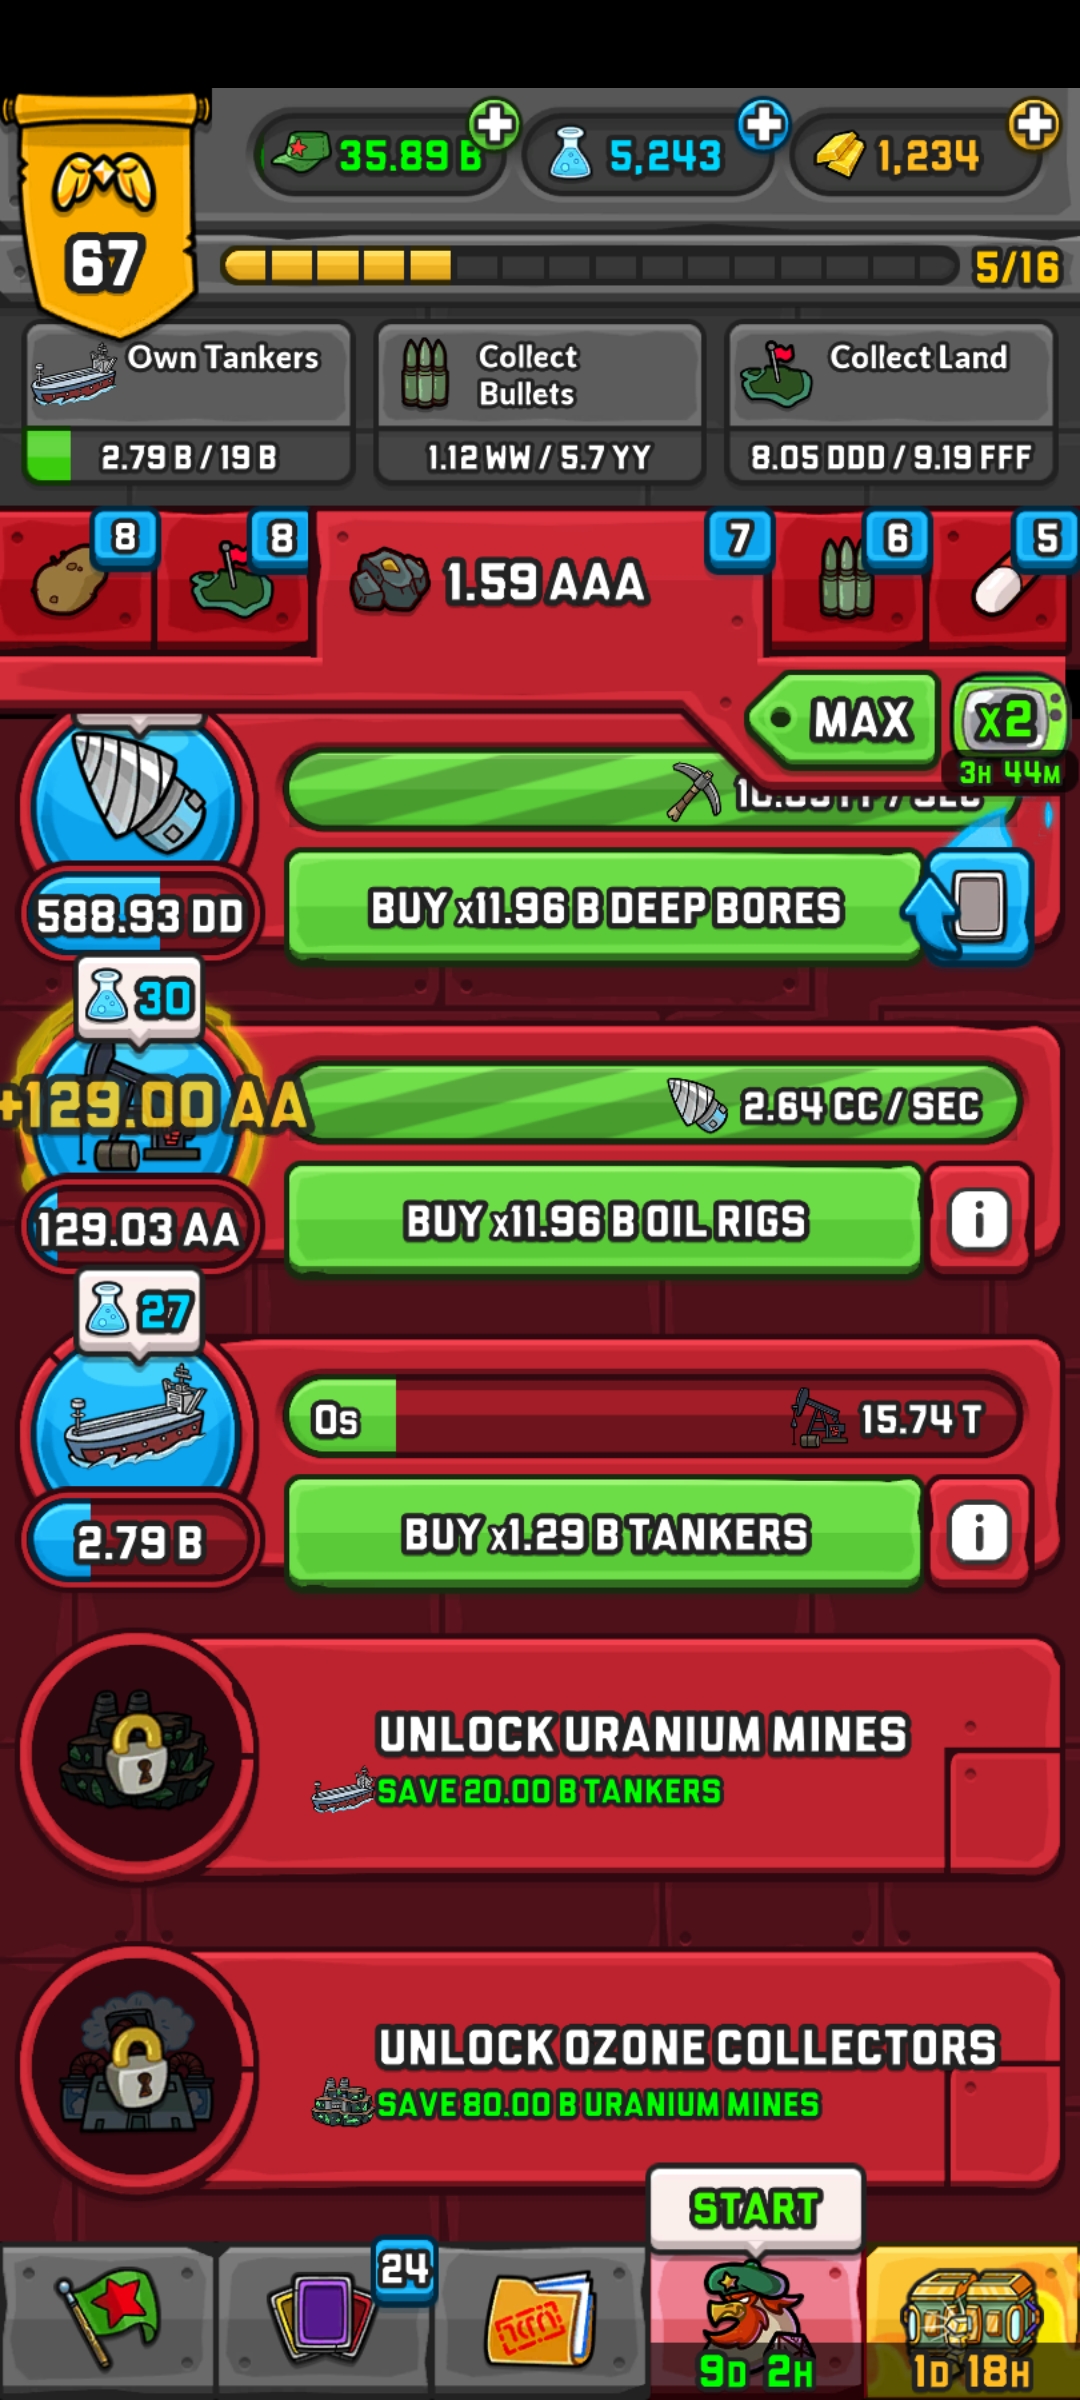 35.89 B
5,243
1,234
67
5/16
Own Tankers
2.79 B / 19 B
Collect
Bullets
1.12 WW / 5.7 YY
Collect Land
8.05 DDD / 9.19 FFF
8
8
1.59 AAA
7
6
5
MAX
x2
3H 44M
588.93 DD
BUY x11.96 B DEEP BORES
30
+129.00 AA
2.64 CC / SEC
129.03 AA
BUY x11.96 B OIL RIGS
i
27
0s
15.74 T
2.79 B
BUY x1.29 B TANKERS
i
UNLOCK URANIUM MINES
SAVE 20.00 B TANKERS
UNLOCK OZONE COLLECTORS
SAVE 80.00 B URANIUM MINES
START
24
9D 2H
1D 18H